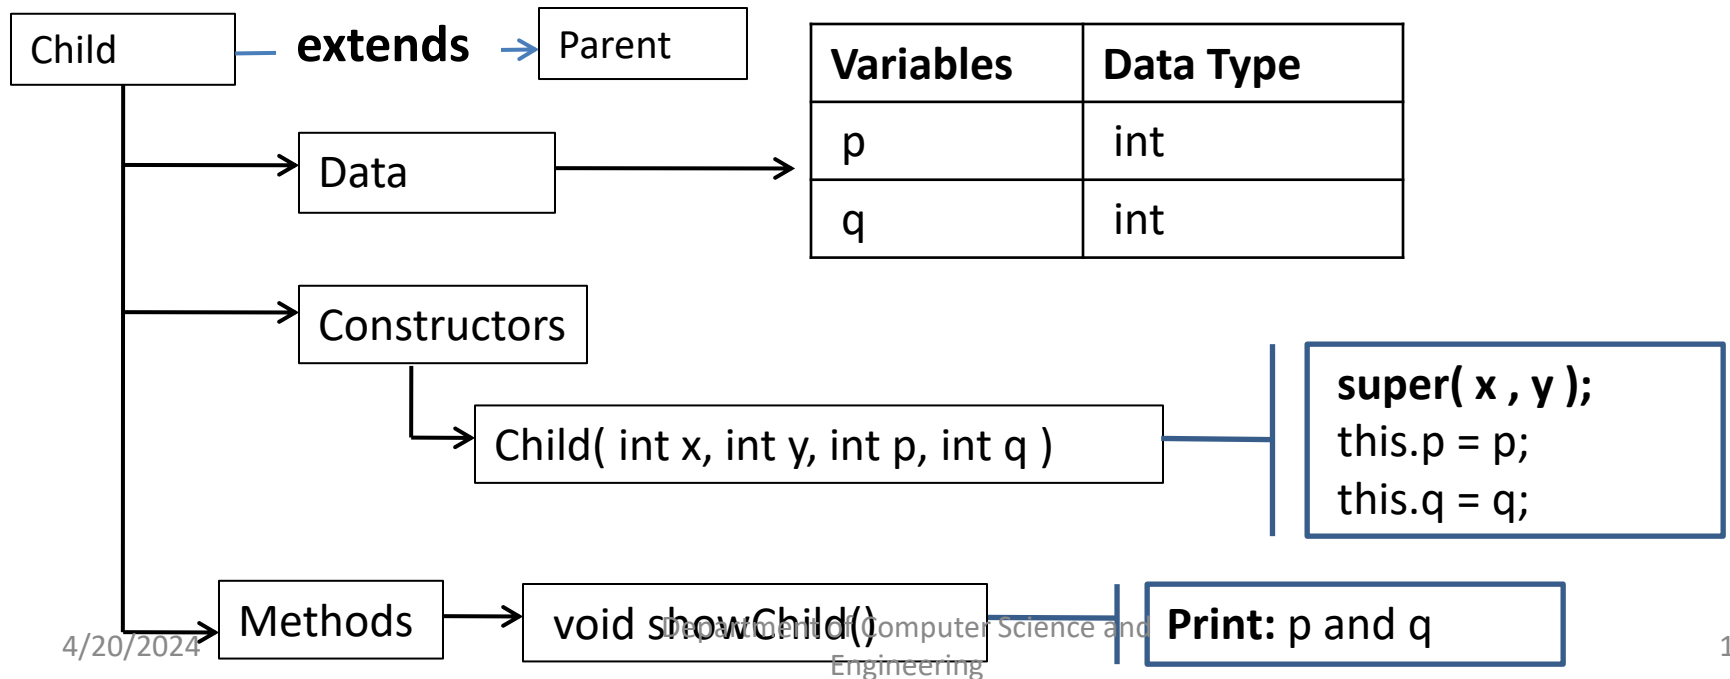 Child extends Parent
Variables Data Type
p int
q int
Data
Constructors
Child( int x, int y, int p, int q )
super( x , y );
this.p = p;
this.q = q;
Methods
void showChild()
Print: p and q
4/20/2024
Department of Computer Science and
Engineering
1